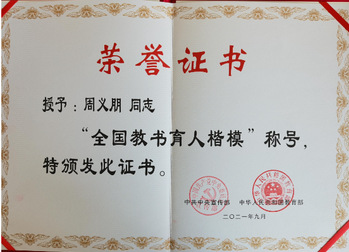 荣誉证书
授予：周义朋 同志
“全国教书育人楷模”称号，
特颁发此证书。
中共中央宣传部 中华人民共和国教育部
二〇二一年九月